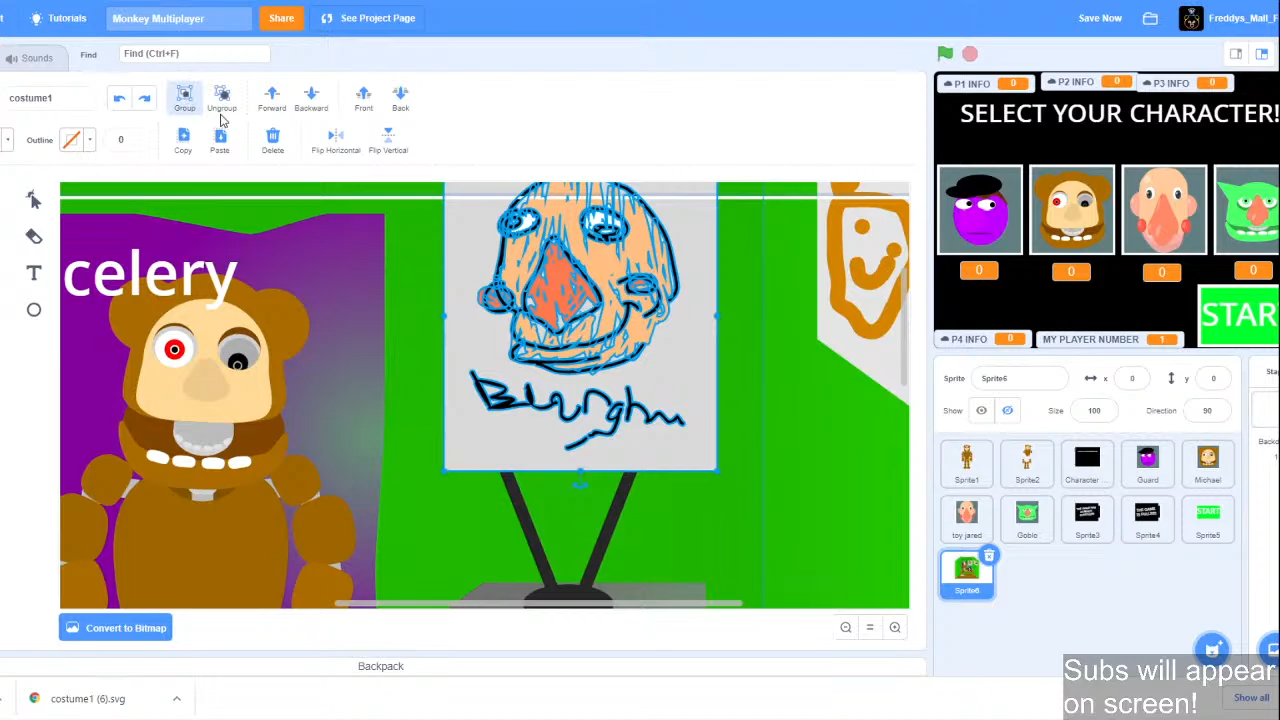 Tutorials
Monkey Multiplayer
Share
See Project Page
Save Now
Freddys_Mall_F
Sounds
Find
Find (Ctrl+F)
costume1
Group
Ungroup
Forward
Backward
Front
Back
Outline
0
Copy
Paste
Delete
Flip Horizontal
Flip Vertical
celery
P1 INFO 0
P2 INFO 0
P3 INFO 0
SELECT YOUR CHARACTER!
0
0
0
0
STAR
P4 INFO 0
MY PLAYER NUMBER 1
Sprite
Sprite6
x
0
y
0
Show
Size
100
Direction
90
Sprite1
Sprite2
Character ...
Guard
Michael
toy jared
Goblo
Sprite3
Sprite4
Sprite5
START
Sprite6
Convert to Bitmap
Backpack
costume1 (6).svg
Subs will appear
on screen!
Show all